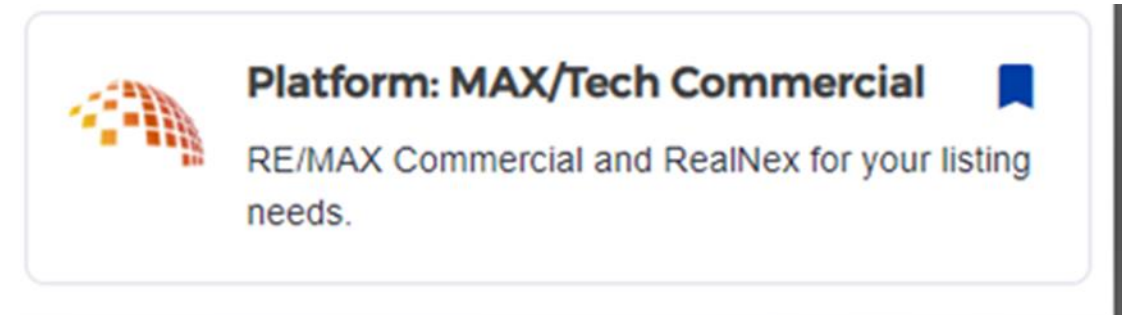 Platform: MAX/Tech Commercial
RE/MAX Commercial and RealNex for your listing
needs.